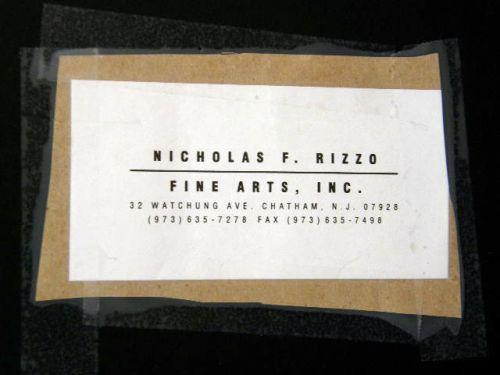 NICHOLAS F. RIZZO
FINE ARTS, INC.
32 WATCHUNG AVE. CHATHAM, N.J. 07928
(973)635-7278 FAX (973)635-7498